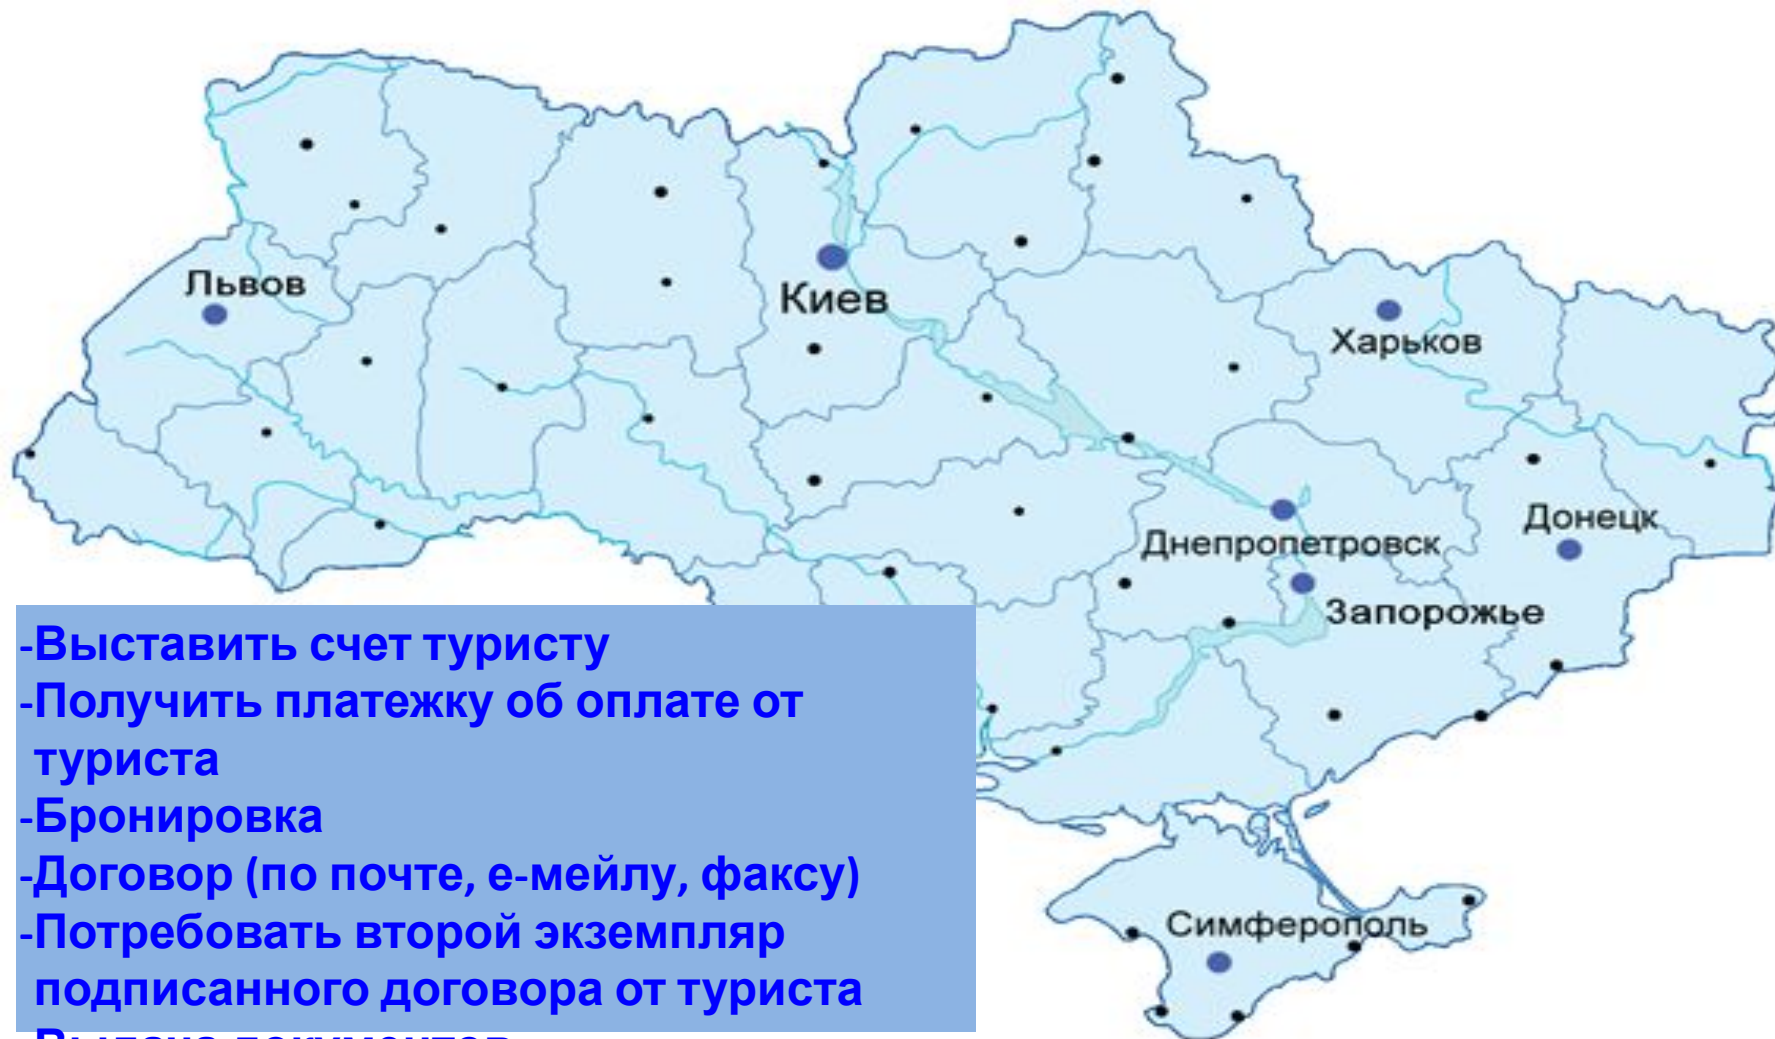 Львов
Киев
Харьков
Днепропетровск
Донецк
Запорожье
-Выставить счет туристу
-Получить платежку об оплате от
туриста
-Бронировка
-Договор (по почте, е-мейлу, факсу)
-Потребовать второй экземпляр
подписанного договора от туриста
Симферополь